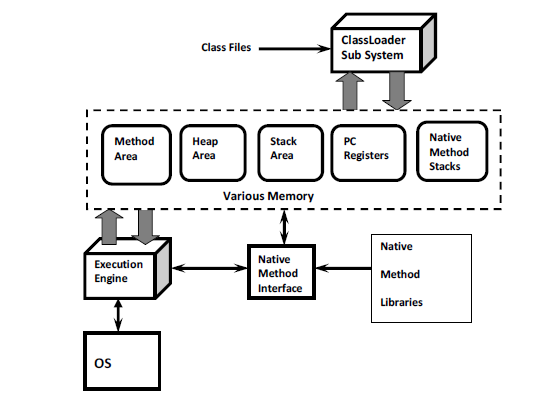 Class Files
ClassLoader
Sub System
Method
Area
Heap
Area
Stack
Area
PC
Registers
Native
Method
Stacks
Various Memory
Execution
Engine
Native
Method
Interface
Native
Method
Libraries
OS